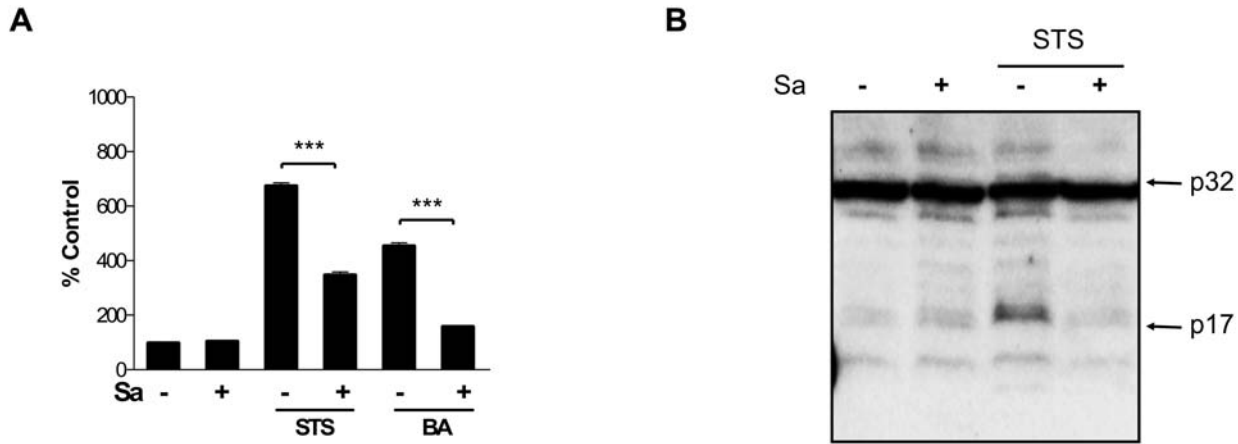 A
% Control
1000
800
600
400
200
0
***
***
Sa - + - + - +
STS BA
B
STS
Sa - + - +
p32
p17